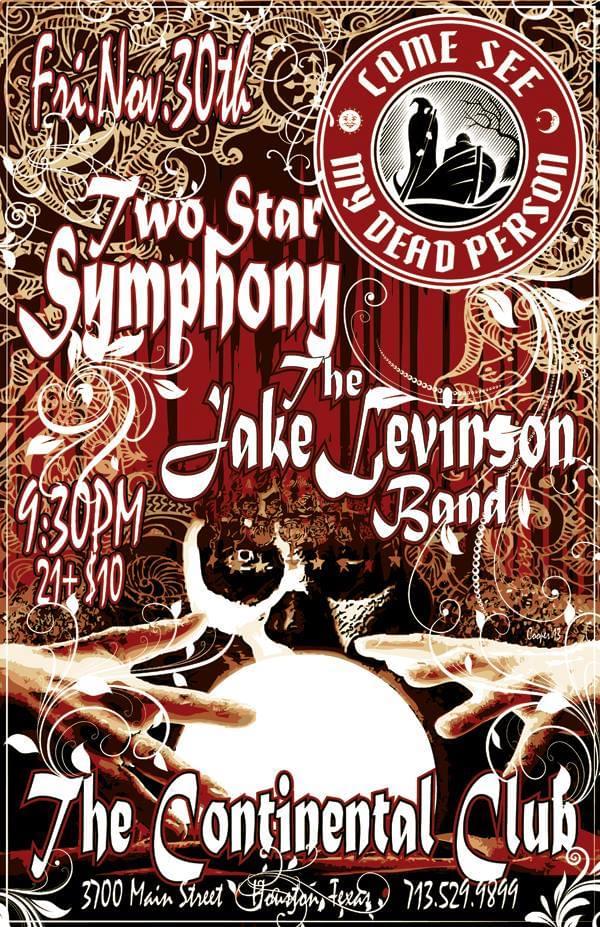 Fri. Nov. 30th
COME SEE
MY DEAD PERSON
Two Star
Symphony
The
Jake Levinson
Band
9:30PM
21+ $10
Cooper 13
The Continental Club
3700 Main Street Houston, Texas 713.529.9899